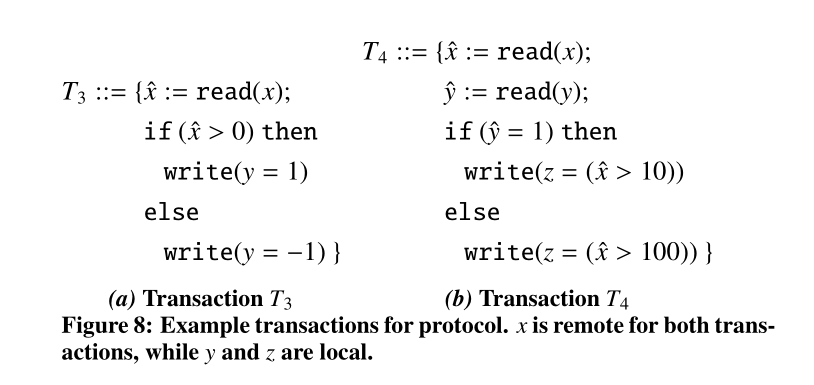 T3 ::= {x̂ := read(x);
if (x̂ > 0) then
write(y = 1)
else
write(y = −1) }
(a) Transaction T3
T4 ::= {x̂ := read(x);
ŷ := read(y);
if (ŷ = 1) then
write(z = (x̂ > 10))
else
write(z = (x̂ > 100)) }
(b) Transaction T4
Figure 8: Example transactions for protocol. x is remote for both trans-
actions, while y and z are local.